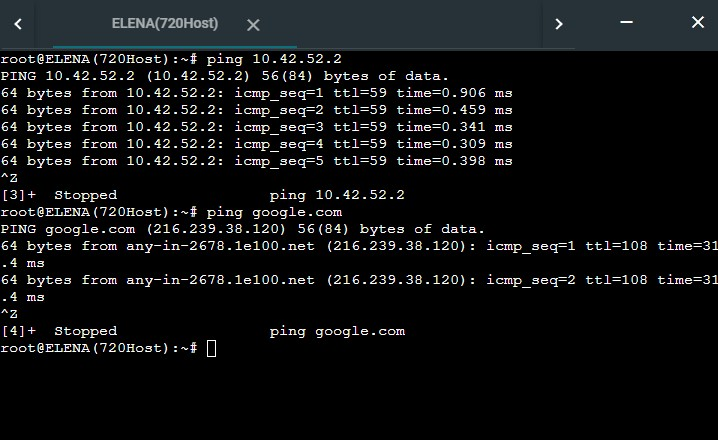 ELENA(720Host)
root@ELENA(720Host):~# ping 10.42.52.2
PING 10.42.52.2 (10.42.52.2) 56(84) bytes of data.
64 bytes from 10.42.52.2: icmp_seq=1 ttl=59 time=0.906 ms
64 bytes from 10.42.52.2: icmp_seq=2 ttl=59 time=0.459 ms
64 bytes from 10.42.52.2: icmp_seq=3 ttl=59 time=0.341 ms
64 bytes from 10.42.52.2: icmp_seq=4 ttl=59 time=0.309 ms
64 bytes from 10.42.52.2: icmp_seq=5 ttl=59 time=0.398 ms
^Z
[3]+  Stopped                 ping 10.42.52.2
root@ELENA(720Host):~# ping google.com
PING google.com (216.239.38.120) 56(84) bytes of data.
64 bytes from any-in-2678.1e100.net (216.239.38.120): icmp_seq=1 ttl=108 time=31
.4 ms
64 bytes from any-in-2678.1e100.net (216.239.38.120): icmp_seq=2 ttl=108 time=31
.4 ms
^Z
[4]+  Stopped                 ping google.com
root@ELENA(720Host):~#